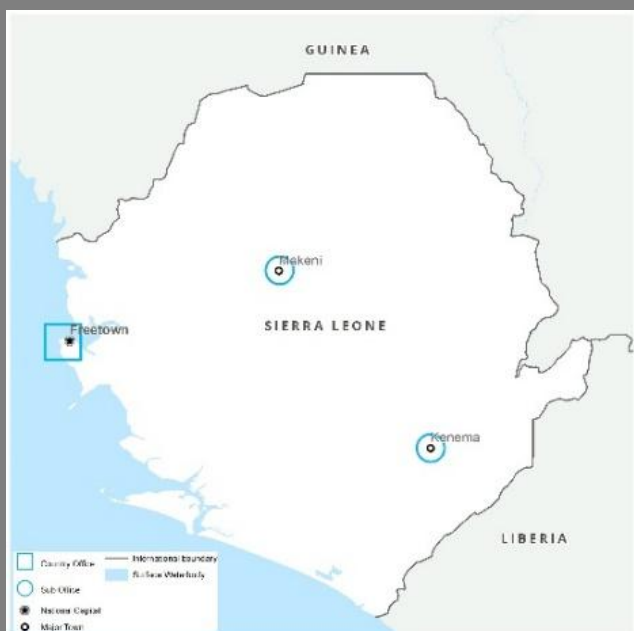 GUINEA
Makeni
SIERRA LEONE
Freetown
Kenema
LIBERIA
Country Office
International boundary
Sub Office
Surface Waterbody
National Capital
Major Town